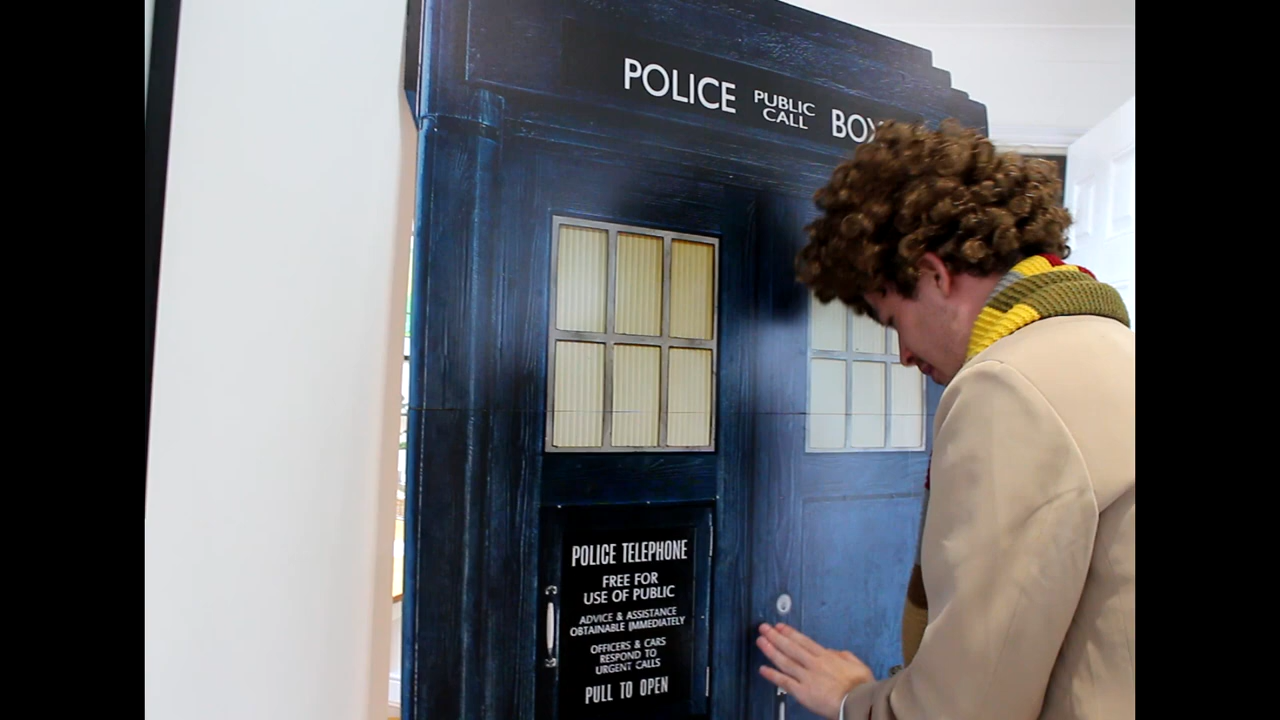 POLICE PUBLIC CALL BOX
POLICE TELEPHONE
FREE FOR
USE OF PUBLIC
ADVICE & ASSISTANCE
OBTAINABLE IMMEDIATELY
OFFICERS & CARS
RESPOND TO
URGENT CALLS
PULL TO OPEN